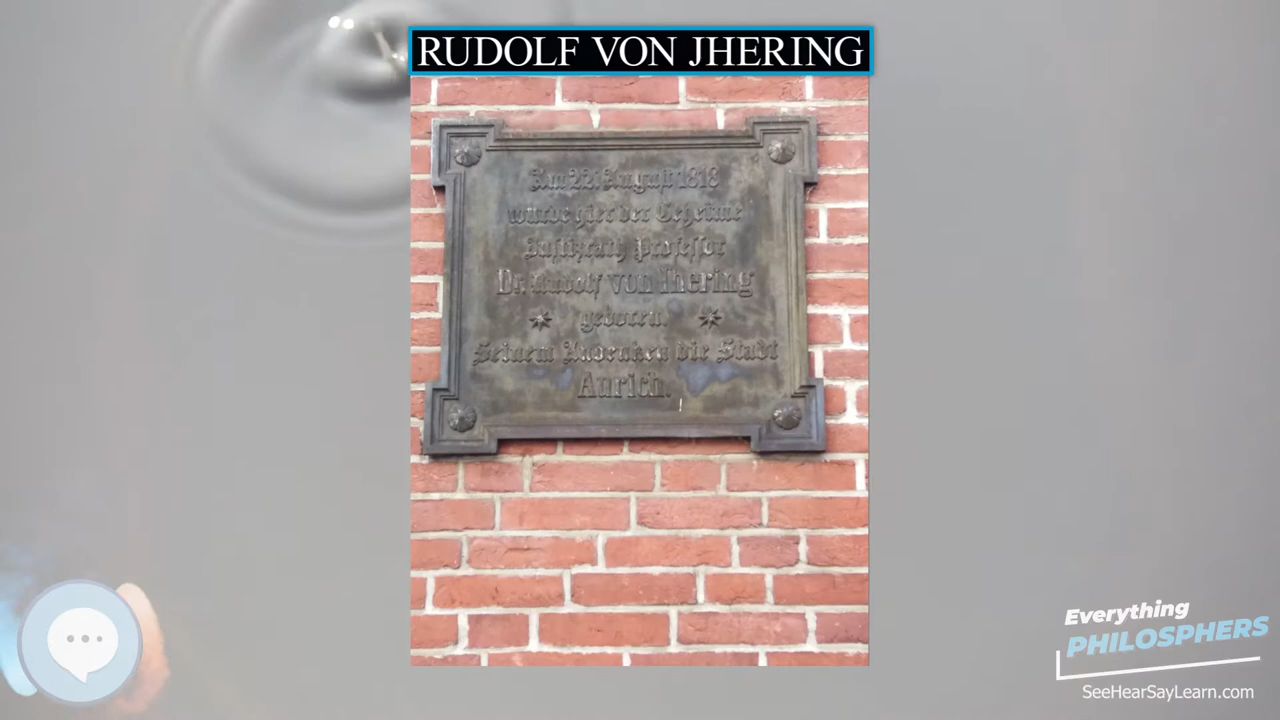 RUDOLF VON JHERING
Am 22. August 1818
wurde hier der Geheime
Justizrath Professor
Dr. Rudolf von Jhering
geboren.
Seinem Andenken die Stadt
Aurich.
Everything
PHILOSPHERS
SeeHearSayLearn.com